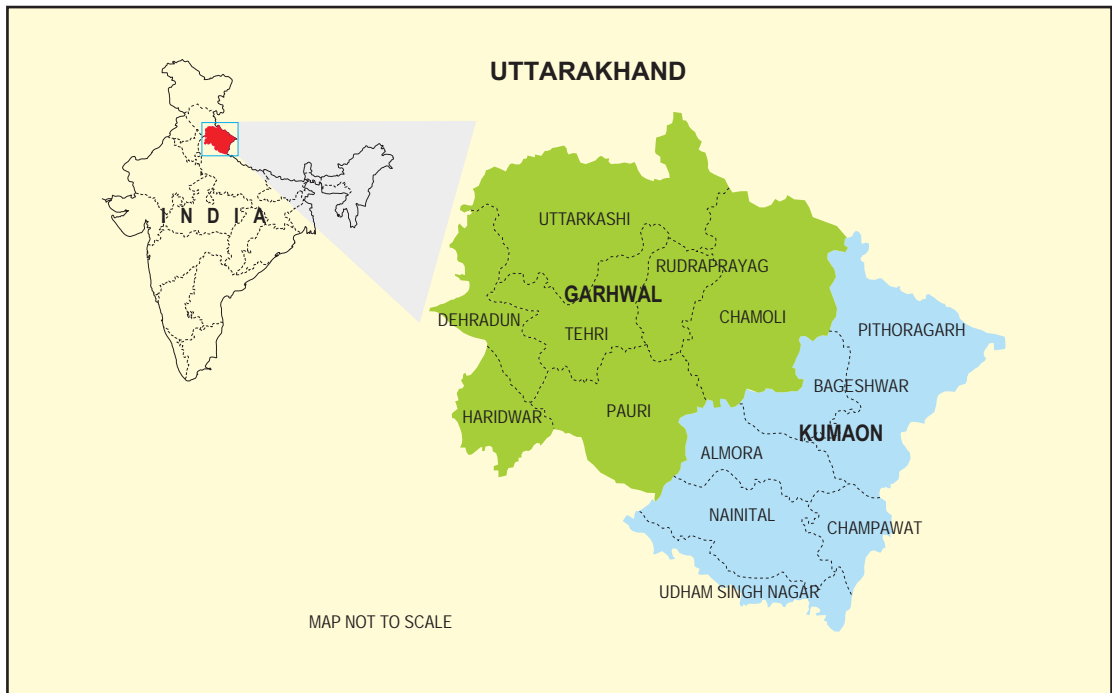 UTTARAKHAND
I N D I A
UTTARKASHI
RUDRAPRAYAG
GARHWAL
DEHRADUN
TEHRI
CHAMOLI
PITHORAGARH
BAGESHWAR
HARIDWAR
PAURI
KUMAON
ALMORA
NAINITAL
CHAMPAWAT
UDHAM SINGH NAGAR
MAP NOT TO SCALE